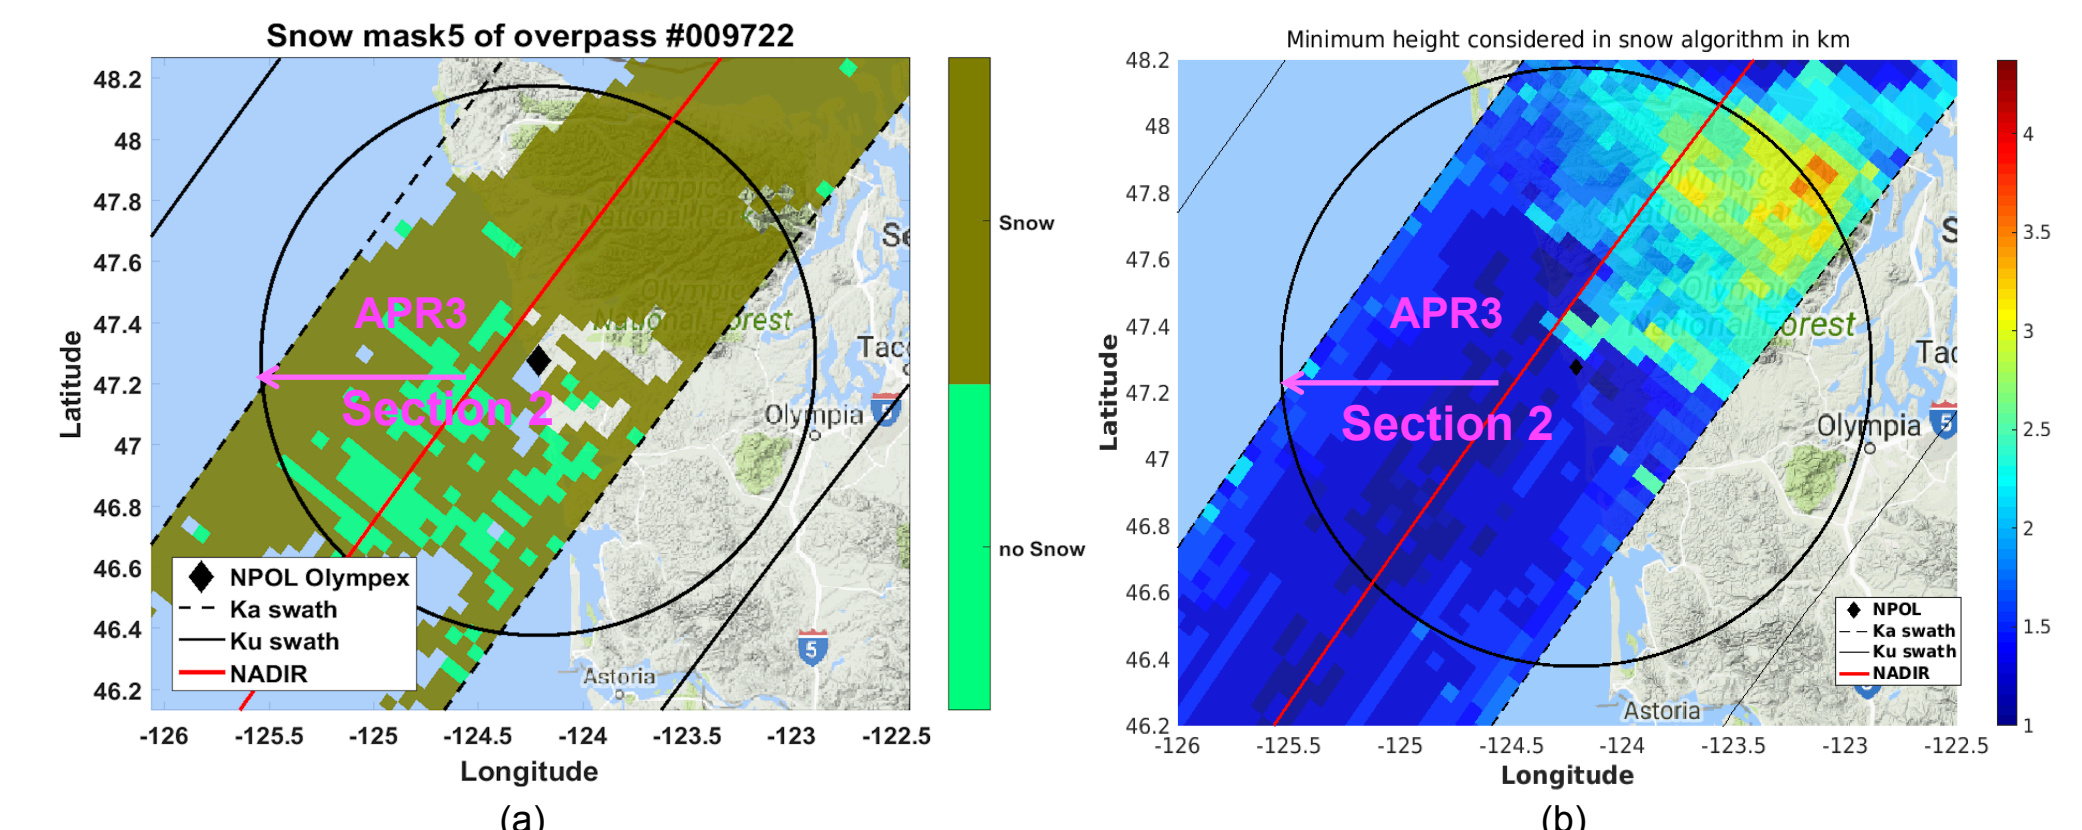 Snow mask5 of overpass #009722
48.2
48
47.8
47.6
47.4
47.2
47
46.8
46.6
46.4
46.2
Latitude
Olympic
National Park
Olympic
National Forest
Se
Tac
Olympia
5
5
Astoria
APR3
Section 2
NPOL Olympex
Ka swath
Ku swath
NADIR
-126
-125.5
-125
-124.5
-124
-123.5
-123
-122.5
Longitude
Snow
no Snow
(a)
Minimum height considered in snow algorithm in km
48.2
48
47.8
47.6
47.4
47.2
47
46.8
46.6
46.4
46.2
Latitude
Olympic
National Park
Olympic
Forest
S
Tac
Olympia
5
Astoria
APR3
Section 2
NPOL
Ka swath
Ku swath
NADIR
-126
-125.5
-125
-124.5
-124
-123.5
-123
-122.5
Longitude
4
3.5
3
2.5
2
1.5
1
(b)